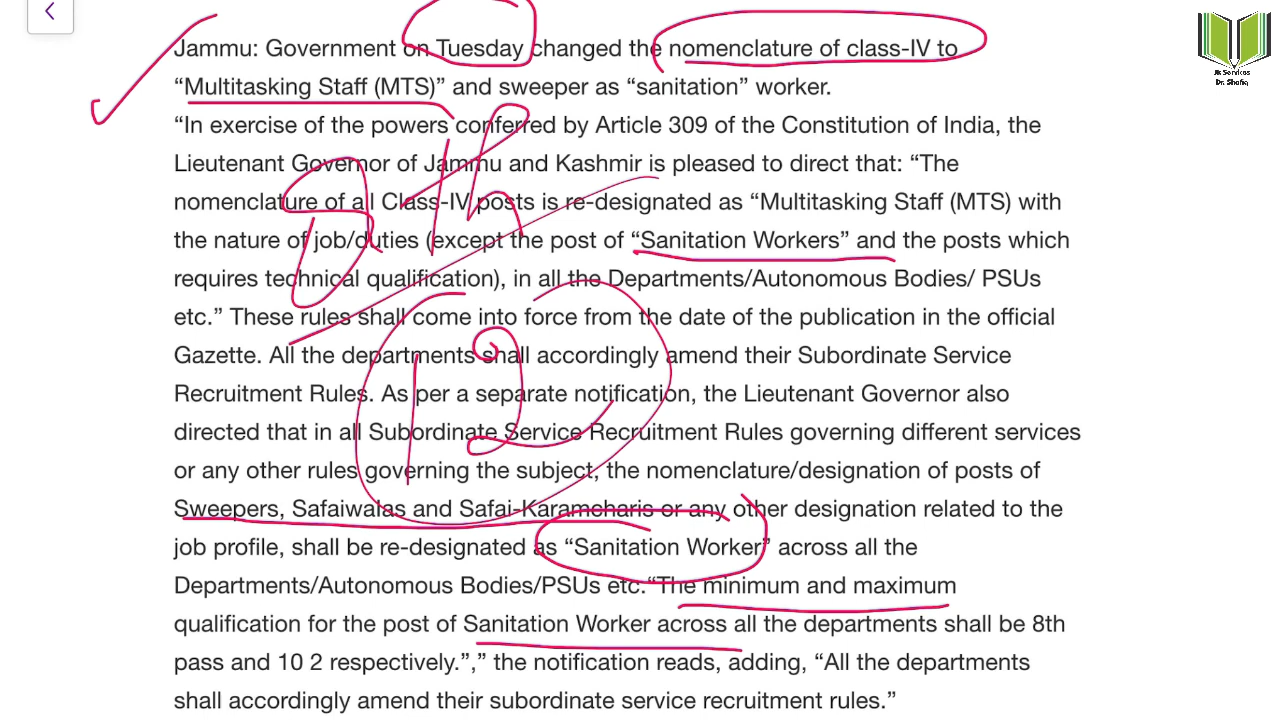 Jammu: Government on Tuesday changed the nomenclature of class-IV to
“Multitasking Staff (MTS)” and sweeper as “sanitation” worker.
“In exercise of the powers conferred by Article 309 of the Constitution of India, the
Lieutenant Governor of Jammu and Kashmir is pleased to direct that: “The
nomenclature of all Class-IV posts is re-designated as “Multitasking Staff (MTS) with
the nature of job/duties (except the post of “Sanitation Workers” and the posts which
requires technical qualification), in all the Departments/Autonomous Bodies/ PSUs
etc.” These rules shall come into force from the date of the publication in the official
Gazette. All the departments shall accordingly amend their Subordinate Service
Recruitment Rules. As per a separate notification, the Lieutenant Governor also
directed that in all Subordinate Service Recruitment Rules governing different services
or any other rules governing the subject, the nomenclature/designation of posts of
Sweepers, Safaiwalas and Safai-Karamcharis or any other designation related to the
job profile, shall be re-designated as “Sanitation Worker” across all the
Departments/Autonomous Bodies/PSUs etc.“The minimum and maximum
qualification for the post of Sanitation Worker across all the departments shall be 8th
pass and 10 2 respectively.”,” the notification reads, adding, “All the departments
shall accordingly amend their subordinate service recruitment rules.”
8th
12
Jk Services
Dr. Shafiq